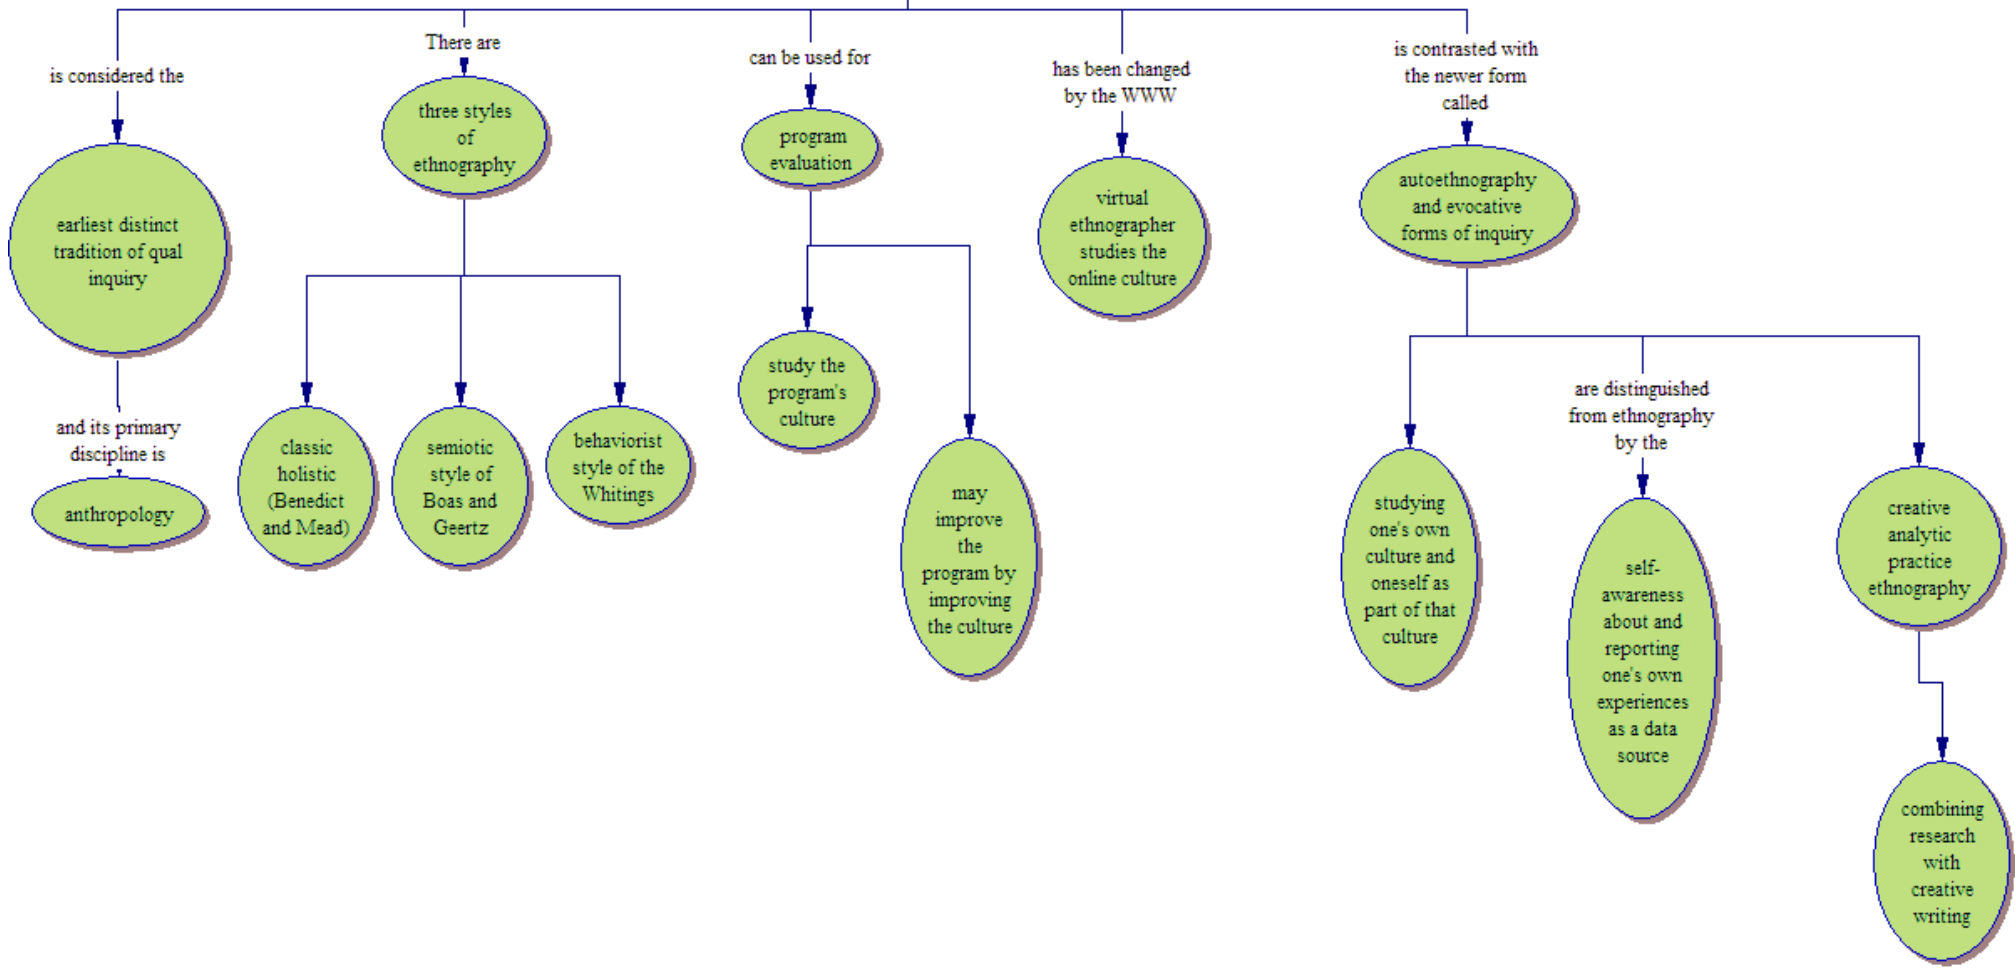 is considered the
earliest distinct
tradition of qual
inquiry
and its primary
discipline is
anthropology
There are
three styles
of
ethnography
classic
holistic
(Benedict
and Mead)
semiotic
style of
Boas and
Geertz
behaviorist
style of the
Whitings
can be used for
program
evaluation
study the
program's
culture
may
improve
the
program by
improving
the culture
has been changed
by the WWW
virtual
ethnographer
studies the
online culture
is contrasted with
the newer form
called
autoethnography
and evocative
forms of inquiry
studying
one's own
culture and
oneself as
part of that
culture
are distinguished
from ethnography
by the
self-
awareness
about and
reporting
one's own
experiences
as a data
source
creative
analytic
practice
ethnography
combining
research
with
creative
writing